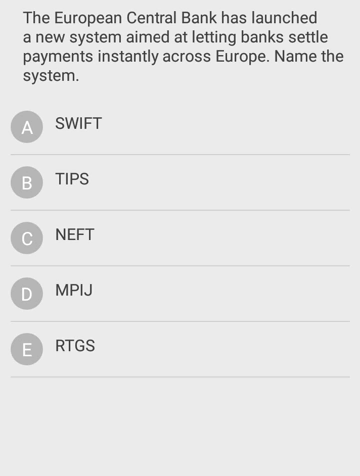 The European Central Bank has launched
a new system aimed at letting banks settle
payments instantly across Europe. Name the
system.
A SWIFT
B TIPS
C NEFT
D MPIJ
E RTGS